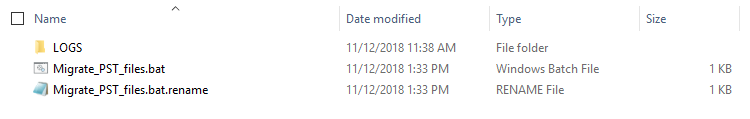 Name Date modified Type Size
LOGS 11/12/2018 11:38 AM File folder
Migrate_PST_files.bat 11/12/2018 1:33 PM Windows Batch File 1 KB
Migrate_PST_files.bat.rename 11/12/2018 1:33 PM RENAME File 1 KB